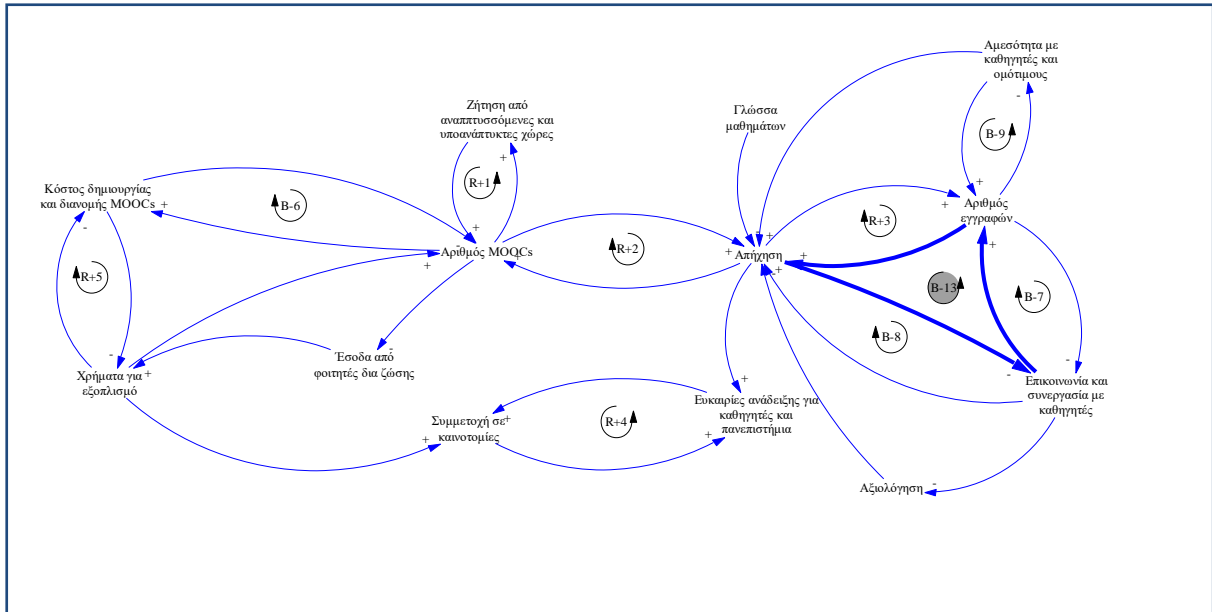 Αμεσότητα με
καθηγητές και
ομότιμους
-
B-9
+
Ζήτηση από
αναππτυσσόμενες και
υποανάπτυκτες χώρες
+
R+1
+
Γλώσσα
μαθημάτων
Κόστος δημιουργίας
και διανομής MOOCs
+
-
B-6
R+5
-
Αριθμός MOOCs
-
+
+
R+2
R+3
+
Αριθμός
εγγραφών
+
Απήχηση
+
+
-
+
-
+
B-13
B-7
B-8
-
-
Επικοινωνία και
συνεργασία με
καθηγητές
Έσοδα από
φοιτητές δια ζώσης
-
Χρήματα για
εξοπλισμό
+
Συμμετοχή σε
καινοτομίες
+
+
R+4
+
+
Ευκαιρίες ανάδειξης για
καθηγητές και
πανεπιστήμια
Αξιολόγηση
-